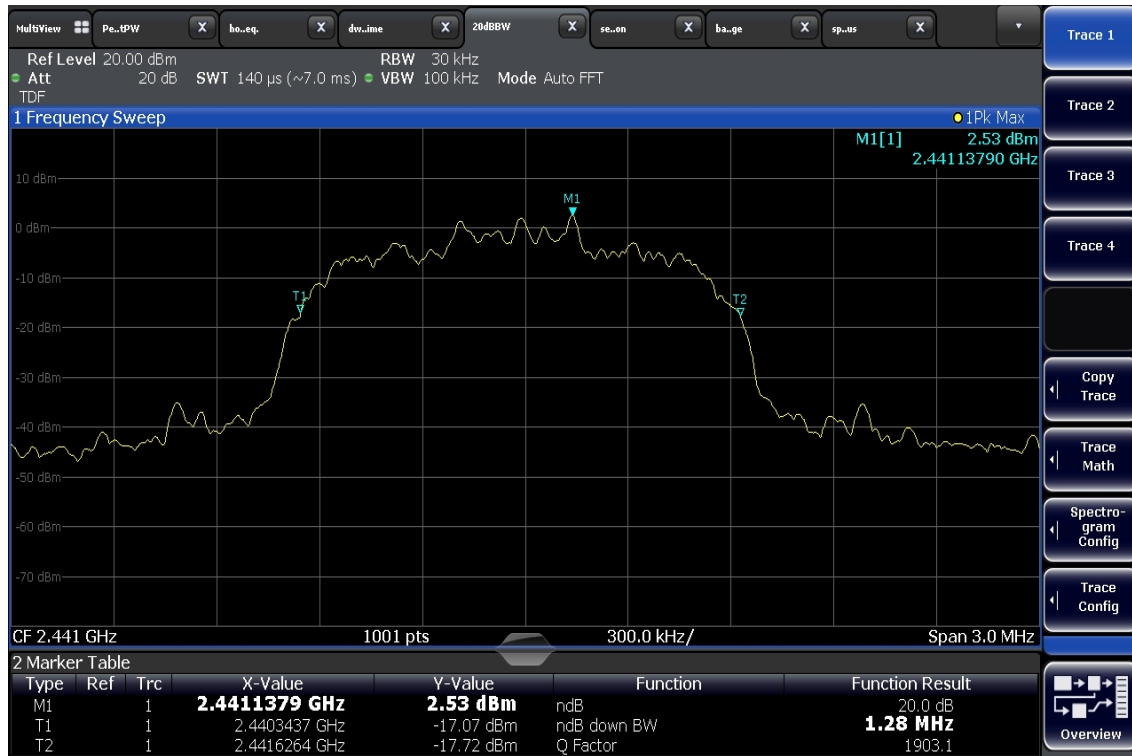 MultiView Pe..tPW X ho..eq. X dw..ime X 20dBBW X se..on X ba..ge X sp..us X
Ref Level 20.00 dBm RBW 30 kHz
Att 20 dB SWT 140 µs (~7.0 ms) VBW 100 kHz Mode Auto FFT
TDF
1 Frequency Sweep 1Pk Max
M1[1] 2.53 dBm
2.44113790 GHz
10 dBm
M1
0 dBm
-10 dBm
T1
T2
-20 dBm
-30 dBm
-40 dBm
-50 dBm
-60 dBm
-70 dBm
CF 2.441 GHz 1001 pts 300.0 kHz/ Span 3.0 MHz
2 Marker Table
Type Ref Trc X-Value Y-Value Function Function Result
M1 1 2.4411379 GHz 2.53 dBm ndB 20.0 dB
T1 1 2.4403437 GHz -17.07 dBm ndB down BW 1.28 MHz
T2 1 2.4416264 GHz -17.72 dBm Q Factor 1903.1
Trace 1
Trace 2
Trace 3
Trace 4
Copy
Trace
Trace
Math
Spectro-
gram
Config
Trace
Config
Overview